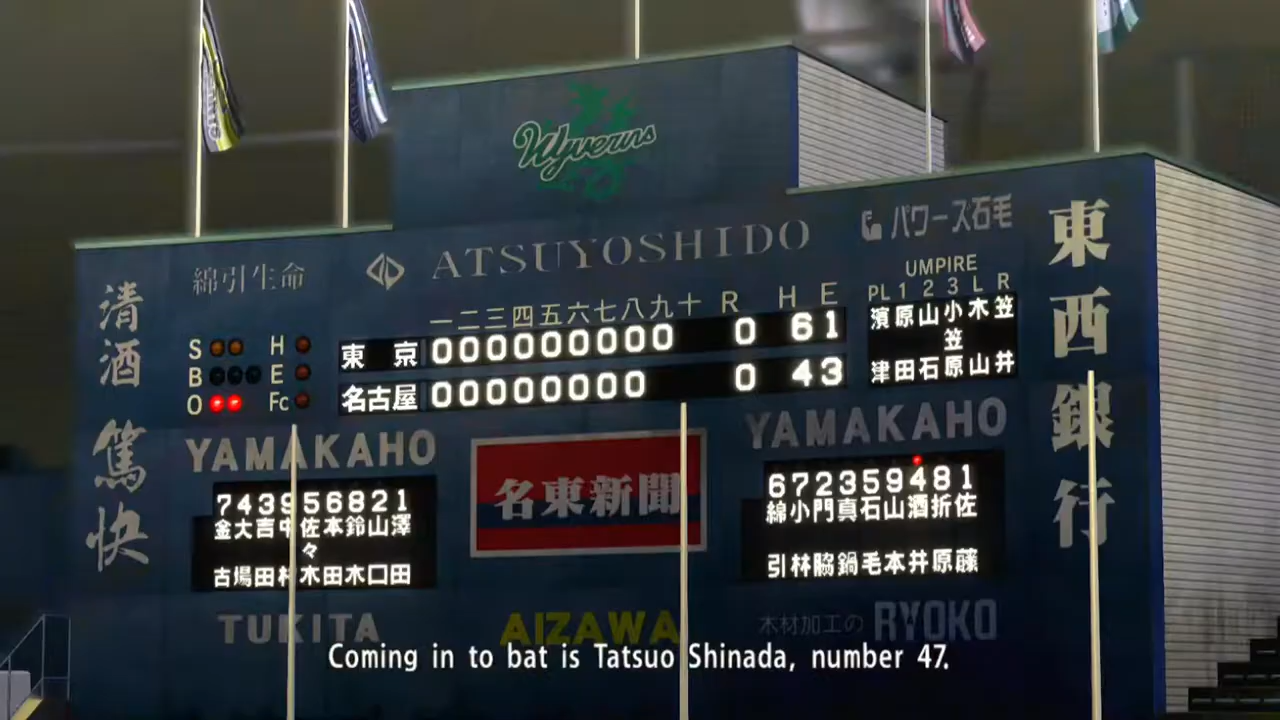 Wyverns
清酒 篤快
綿引生命
ATSUYOSHIDO
パワーズ石毛
東西銀行
UMPIRE
PL 1 2 3 L R
一二三四五六七八九十 R H E
S H
B E
O Fc
東京 000000000 0 6 1
名古屋 00000000 0 4 3
濱原山小木笠
笠
津田石原山井
YAMAKAHO
743956821
金大吉中佐本鈴山澤
々
古場田村木田木口田
TUKITA
名東新聞
AIZAWA
YAMAKAHO
672359481
綿小門真石山酒折佐
引林脇鍋毛本井原藤
木材加工の RYOKO
Coming in to bat is Tatsuo Shinada, number 47.